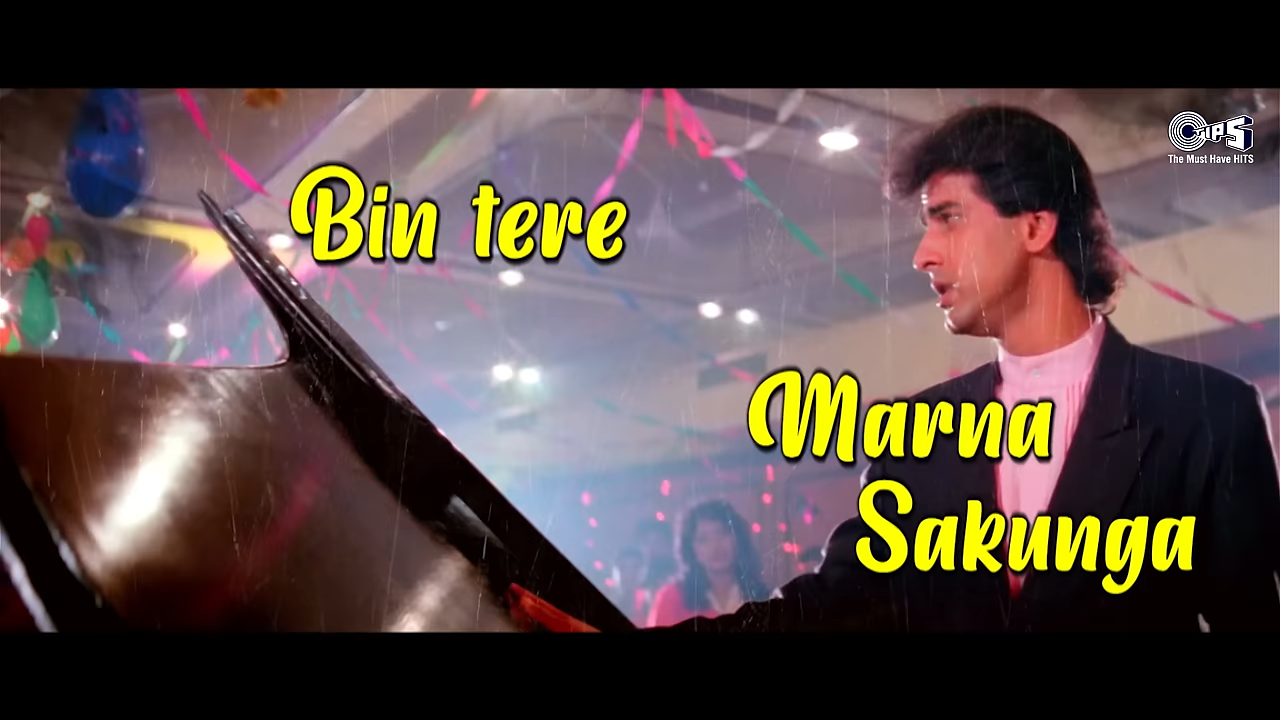 TIPS
The Must Have HITS
Bin tere
Marna
Sakunga